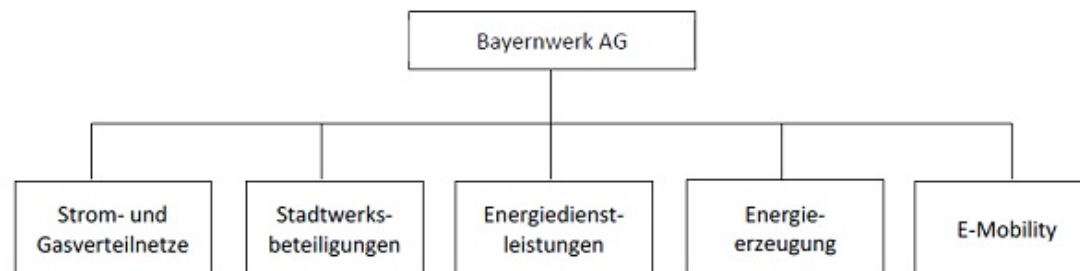 Bayernwerk AG
Strom- und
Gasverteilnetze
Stadtwerks-
beteiligungen
Energiedienst-
leistungen
Energie-
erzeugung
E-Mobility